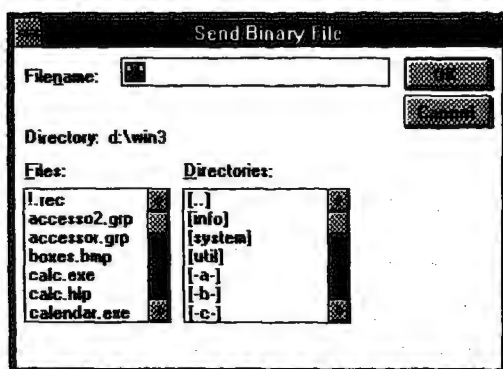 Send Binary File
Filename: *.*
OK
Cancel
Directory: d:\win3
Files:
Directories:
!.rec
accesso2.grp
accessor.grp
boxes.bmp
calc.exe
calc.hlp
calendar.exe
[..]
[info]
[system]
[util]
[-a-]
[-b-]
[-c-]